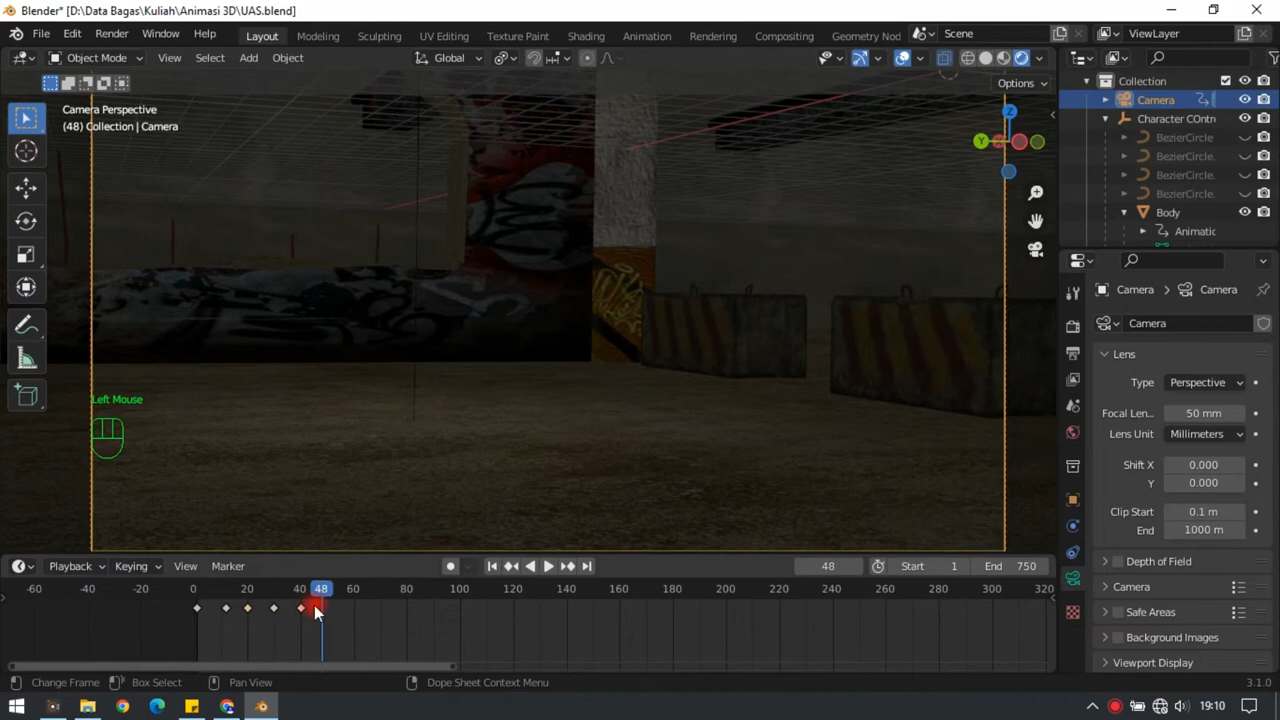 Blender* [D:\Data Bagas\Kuliah\Animasi 3D\UAS.blend]
File Edit Render Window Help Layout Modeling Sculpting UV Editing Texture Paint Shading Animation Rendering Compositing Geometry Nod Scene ViewLayer
Object Mode View Select Add Object Global
Options
Camera Perspective
(48) Collection | Camera
Z
Y
Left Mouse
Collection
Camera
Character COntr
BezierCircle
BezierCircle.
BezierCircle.
BezierCircle.
Body
Animatic
Camera Camera
Camera
Lens
Type Perspective
Focal Len... 50 mm
Lens Unit Millimeters
Shift X 0.000
Y 0.000
Clip Start 0.1 m
End 1000 m
Depth of Field
Camera
Safe Areas
Background Images
Viewport Display
Playback Keying View Marker 48 Start 1 End 750
-60 -40 -20 0 20 40 48 60 80 100 120 140 160 180 200 220 240 260 280 300 320
Change Frame Box Select Pan View Dope Sheet Context Menu 3.1.0
19:10